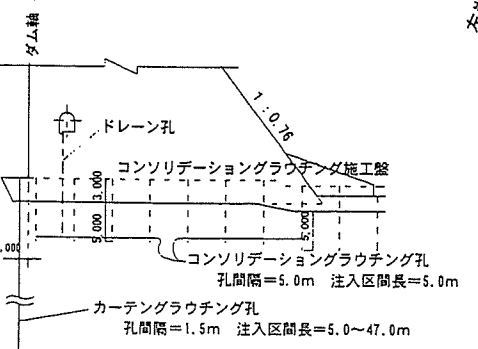 ダム軸
1:0.76
ドレーン孔
コンソリデーショングラウチング施工盤
3,000
5,000
5,000
,000
コンソリデーショングラウチング孔
孔間隔=5.0m 注入区間長=5.0m
カーテングラウチング孔
孔間隔=1.5m 注入区間長=5.0~47.0m